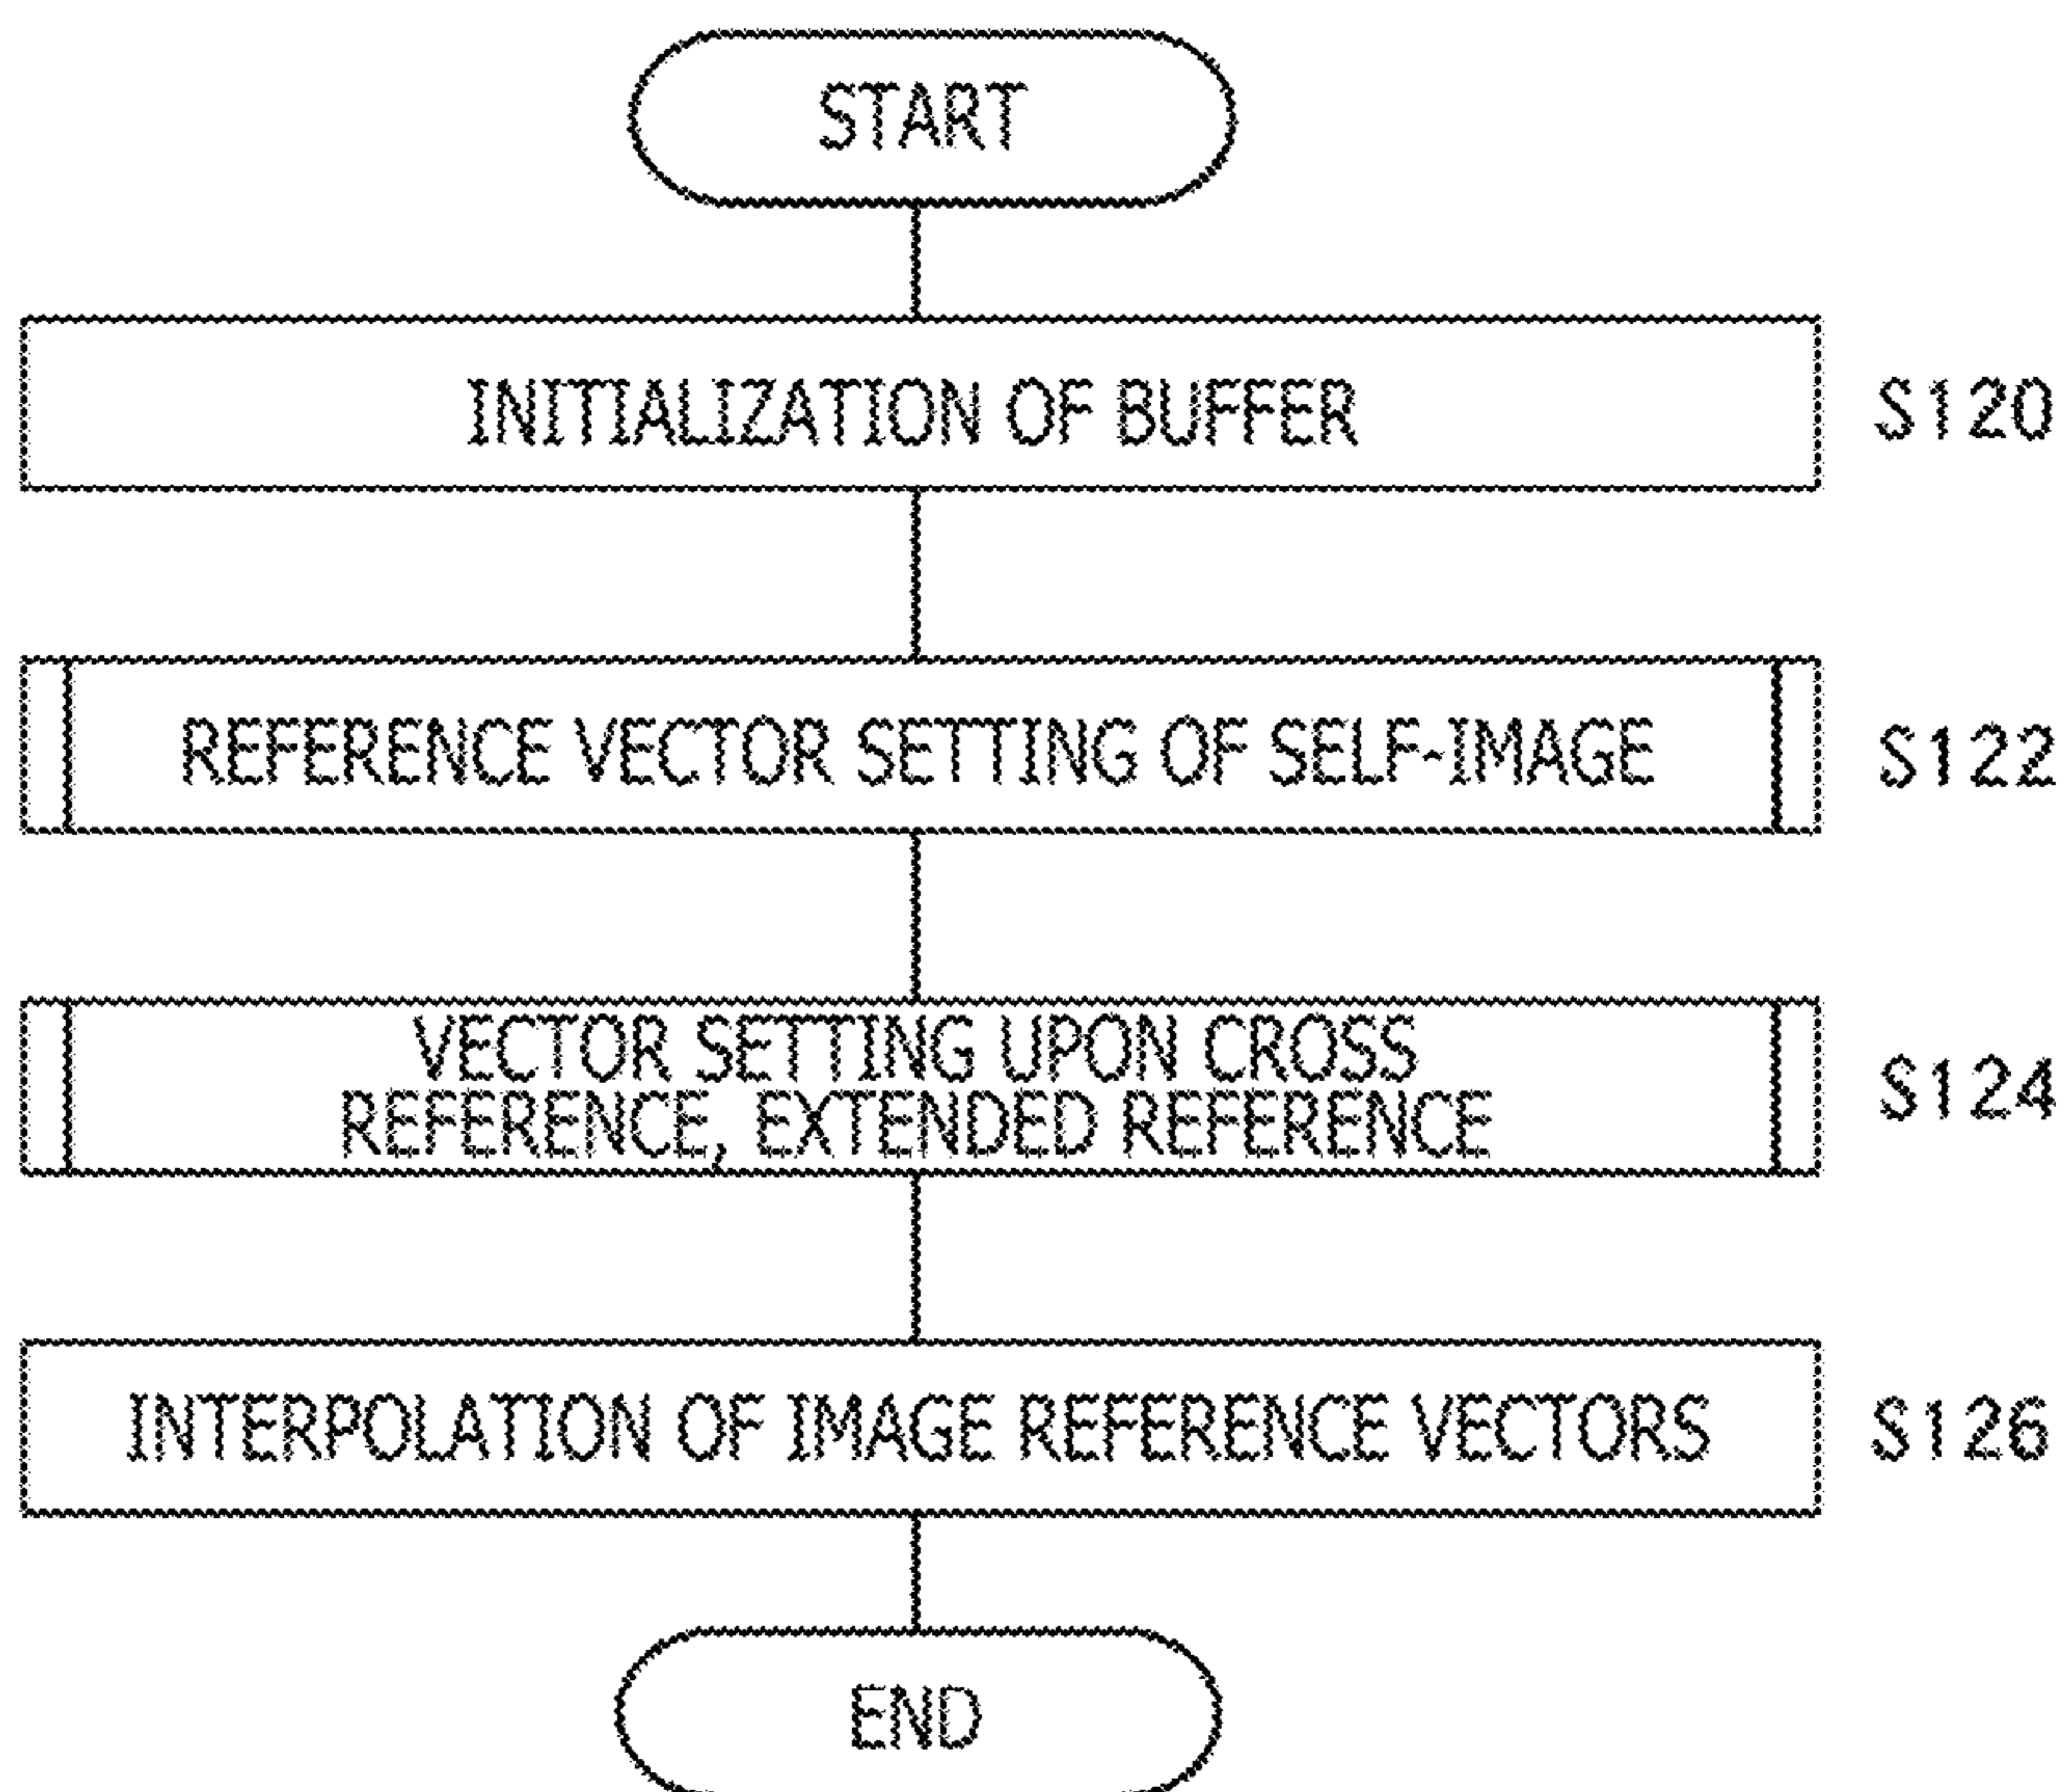 START
INITIALIZATION OF BUFFER
S120
REFERENCE VECTOR SETTING OF SELF-IMAGE
S122
VECTOR SETTING UPON CROSS
REFERENCE, EXTENDED REFERENCE
S124
INTERPOLATION OF IMAGE REFERENCE VECTORS
S126
END